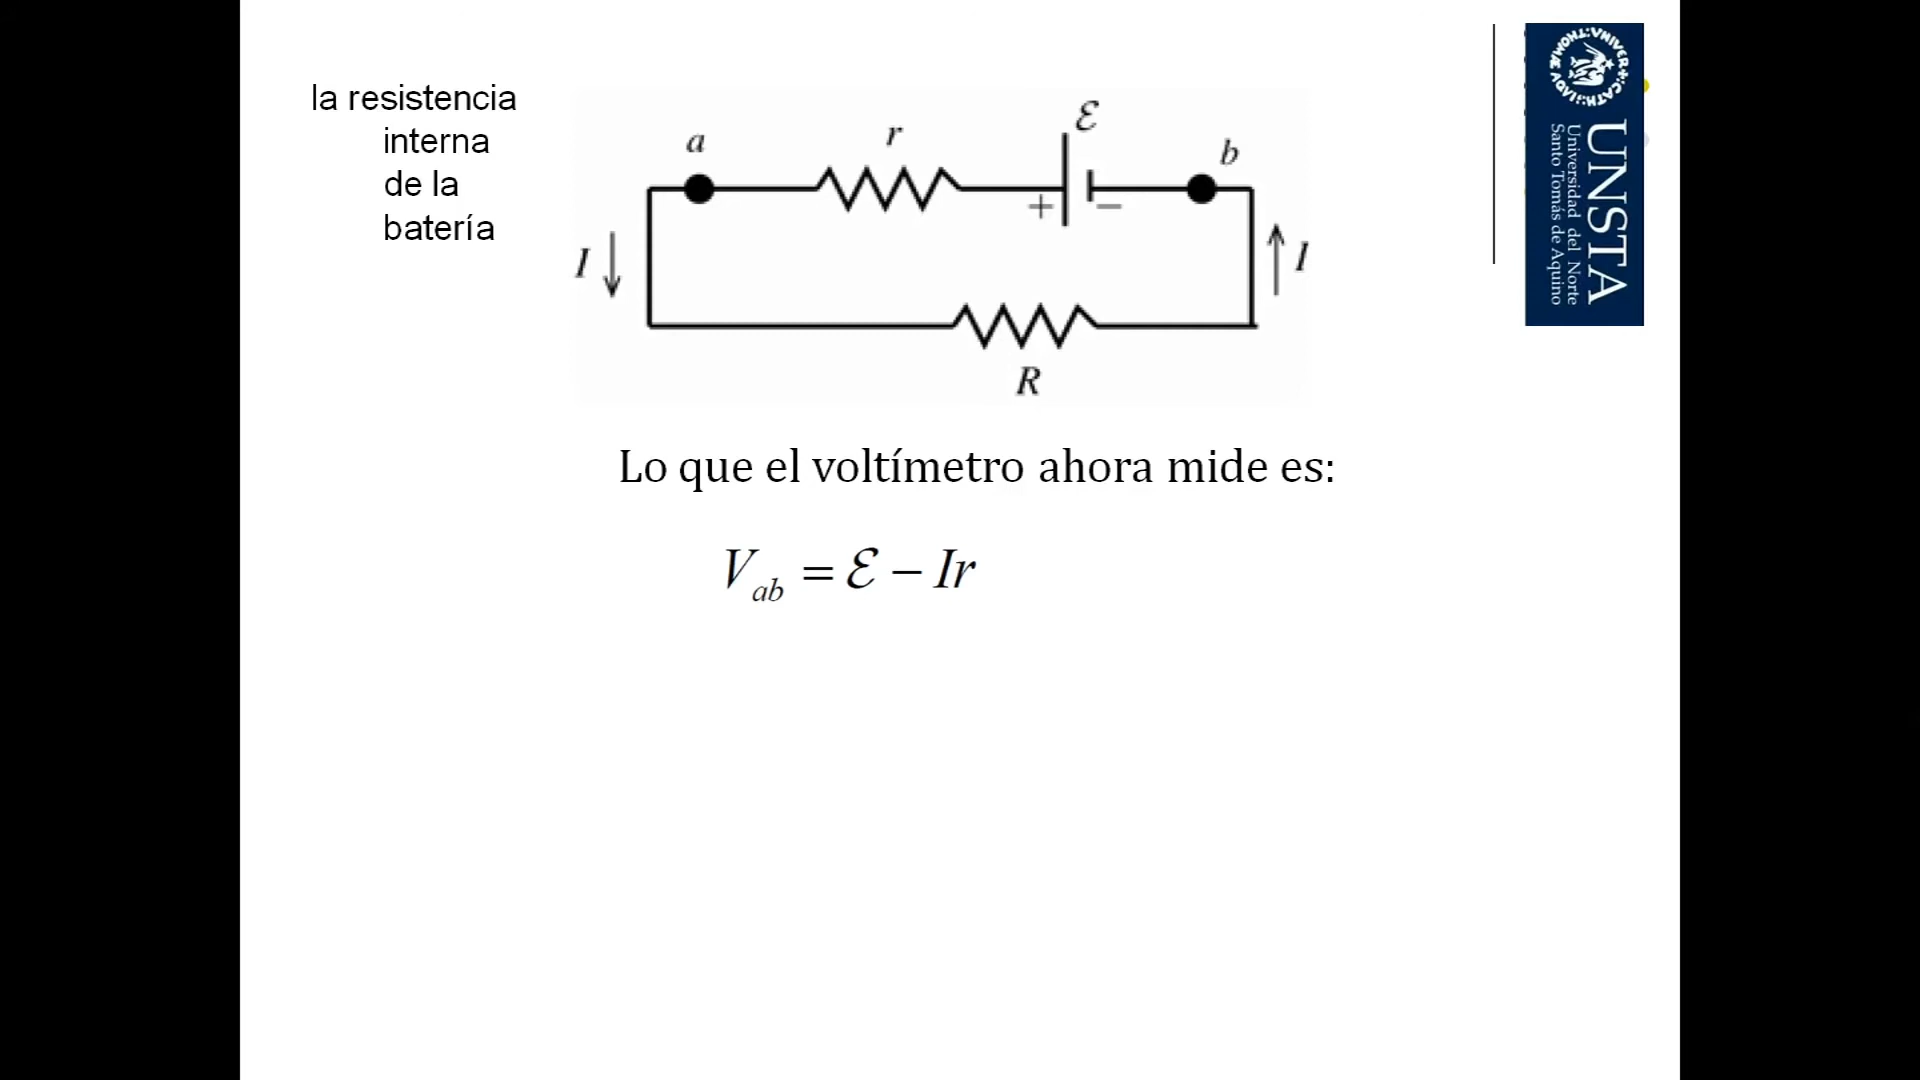 la resistencia
interna
de la
batería
a
r
ℰ
b
+
−
I
I
R
Lo que el voltímetro ahora mide es:
V_ab = ℰ − Ir
UNSTA
Universidad del Norte
Santo Tomás de Aquino